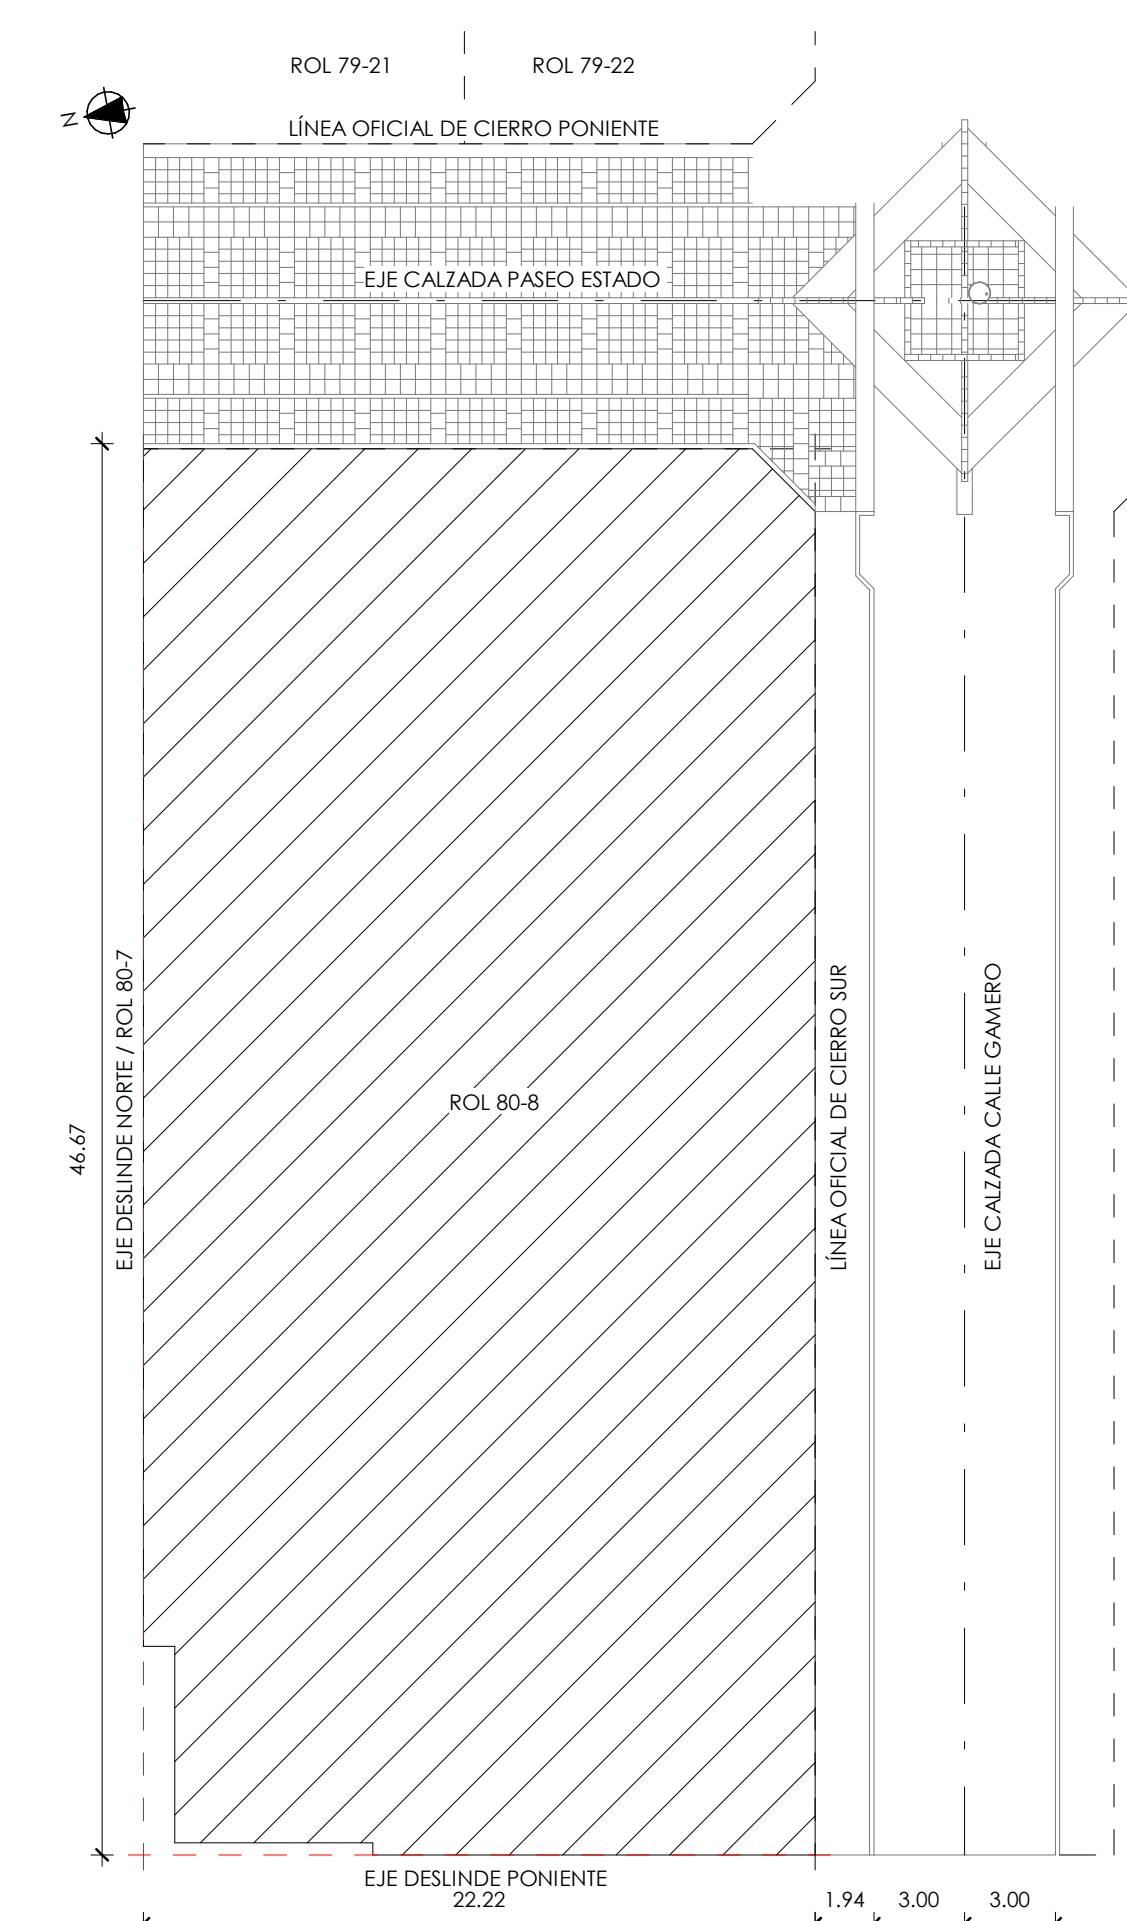 ROL 79-21
ROL 79-22
N
LÍNEA OFICIAL DE CIERRO PONIENTE
EJE CALZADA PASEO ESTADO
EJE DESLINDE NORTE / ROL 80-7
46.67
ROL 80-8
LÍNEA OFICIAL DE CIERRO SUR
EJE CALZADA CALLE GAMERO
EJE DESLINDE PONIENTE
22.22
1.94
3.00
3.00